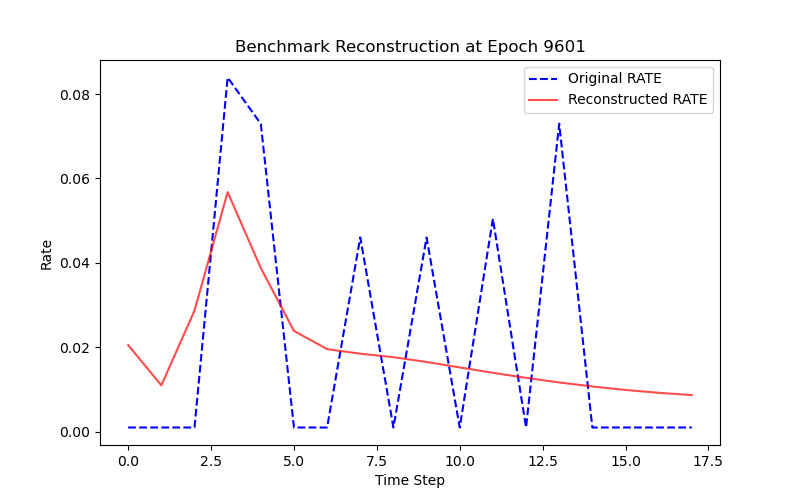 Benchmark Reconstruction at Epoch 9601
Original RATE
Reconstructed RATE
Rate
0.08
0.06
0.04
0.02
0.00
0.0 2.5 5.0 7.5 10.0 12.5 15.0 17.5
Time Step